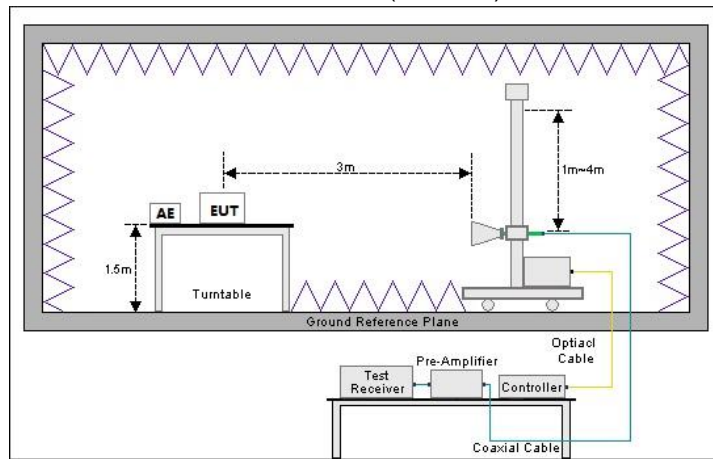 3m
1m~4m
AE
EUT
1.5m
Turntable
Ground Reference Plane
Optiacl
Cable
Pre-Amplifier
Test
Receiver
Controller
Coaxial Cable